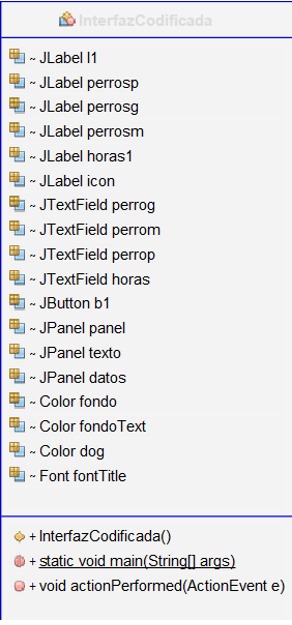 InterfazCodificada
~ JLabel l1
~ JLabel perrosp
~ JLabel perrosg
~ JLabel perrosm
~ JLabel horas1
~ JLabel icon
~ JTextField perrog
~ JTextField perrom
~ JTextField perrop
~ JTextField horas
~ JButton b1
~ JPanel panel
~ JPanel texto
~ JPanel datos
~ Color fondo
~ Color fondoText
~ Color dog
~ Font fontTitle
+ InterfazCodificada()
+ static void main(String[] args)
+ void actionPerformed(ActionEvent e)